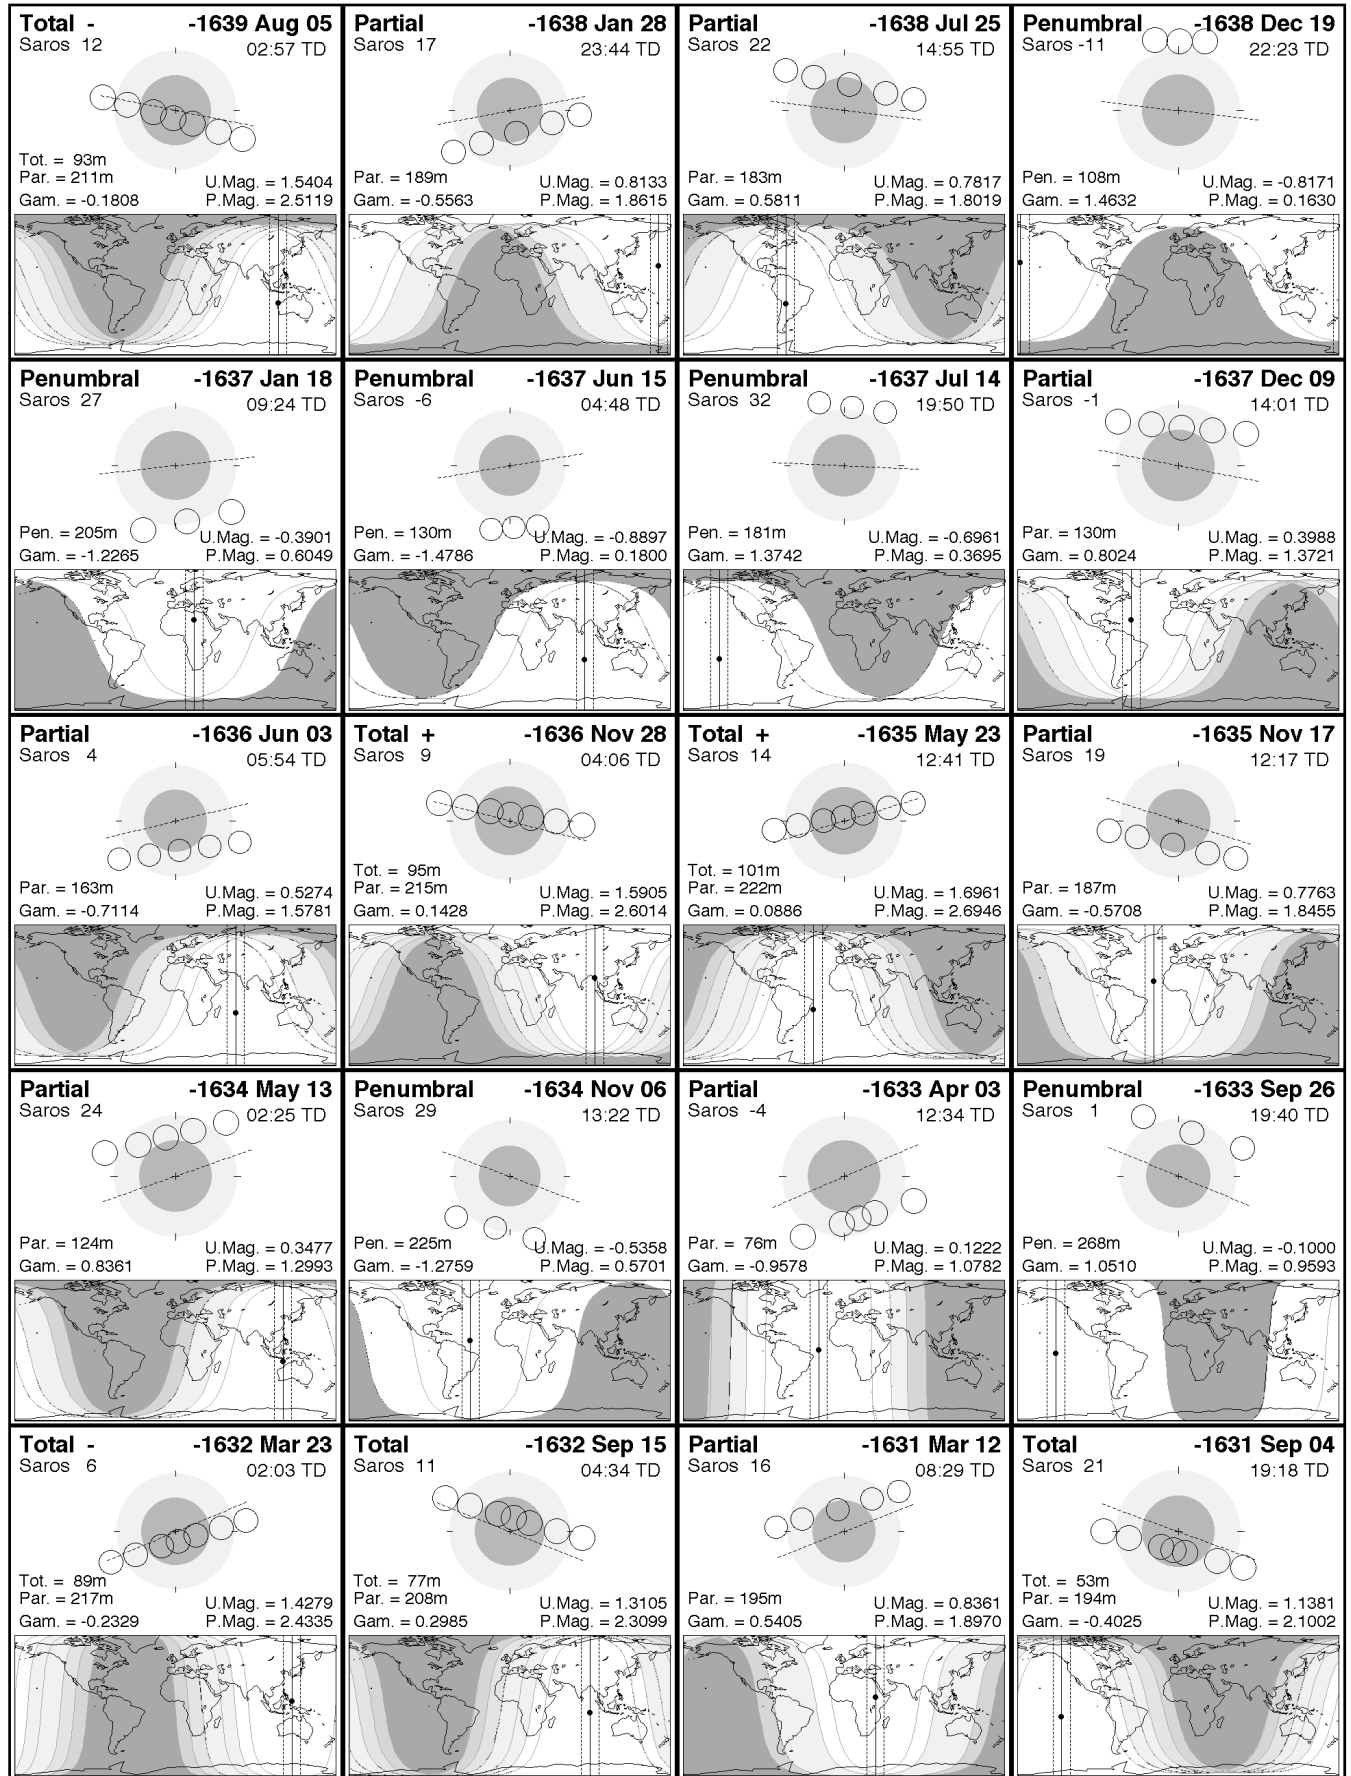 Total - -1639 Aug 05
Saros 12 02:57 TD
Tot. = 93m
Par. = 211m U.Mag. = 1.5404
Gam. = -0.1808 P.Mag. = 2.5119
Partial -1638 Jan 28
Saros 17 23:44 TD
Par. = 189m U.Mag. = 0.8133
Gam. = -0.5563 P.Mag. = 1.8615
Partial -1638 Jul 25
Saros 22 14:55 TD
Par. = 183m U.Mag. = 0.7817
Gam. = 0.5811 P.Mag. = 1.8019
Penumbral -1638 Dec 19
Saros -11 22:23 TD
Pen. = 108m U.Mag. = -0.8171
Gam. = 1.4632 P.Mag. = 0.1630
Penumbral -1637 Jan 18
Saros 27 09:24 TD
Pen. = 205m U.Mag. = -0.3901
Gam. = -1.2265 P.Mag. = 0.6049
Penumbral -1637 Jun 15
Saros -6 04:48 TD
Pen. = 130m U.Mag. = -0.8897
Gam. = -1.4786 P.Mag. = 0.1800
Penumbral -1637 Jul 14
Saros 32 19:50 TD
Pen. = 181m U.Mag. = -0.6961
Gam. = 1.3742 P.Mag. = 0.3695
Partial -1637 Dec 09
Saros -1 14:01 TD
Par. = 130m U.Mag. = 0.3988
Gam. = 0.8024 P.Mag. = 1.3721
Partial -1636 Jun 03
Saros 4 05:54 TD
Par. = 163m U.Mag. = 0.5274
Gam. = -0.7114 P.Mag. = 1.5781
Total + -1636 Nov 28
Saros 9 04:06 TD
Tot. = 95m
Par. = 215m U.Mag. = 1.5905
Gam. = 0.1428 P.Mag. = 2.6014
Total + -1635 May 23
Saros 14 12:41 TD
Tot. = 101m
Par. = 222m U.Mag. = 1.6961
Gam. = 0.0886 P.Mag. = 2.6946
Partial -1635 Nov 17
Saros 19 12:17 TD
Par. = 187m U.Mag. = 0.7763
Gam. = -0.5708 P.Mag. = 1.8455
Partial -1634 May 13
Saros 24 02:25 TD
Par. = 124m U.Mag. = 0.3477
Gam. = 0.8361 P.Mag. = 1.2993
Penumbral -1634 Nov 06
Saros 29 13:22 TD
Pen. = 225m U.Mag. = -0.5358
Gam. = -1.2759 P.Mag. = 0.5701
Partial -1633 Apr 03
Saros -4 12:34 TD
Par. = 76m U.Mag. = 0.1222
Gam. = -0.9578 P.Mag. = 1.0782
Penumbral -1633 Sep 26
Saros 1 19:40 TD
Pen. = 268m U.Mag. = -0.1000
Gam. = 1.0510 P.Mag. = 0.9593
Total - -1632 Mar 23
Saros 6 02:03 TD
Tot. = 89m
Par. = 217m U.Mag. = 1.4279
Gam. = -0.2329 P.Mag. = 2.4335
Total -1632 Sep 15
Saros 11 04:34 TD
Tot. = 77m
Par. = 208m U.Mag. = 1.3105
Gam. = 0.2985 P.Mag. = 2.3099
Partial -1631 Mar 12
Saros 16 08:29 TD
Par. = 195m U.Mag. = 0.8361
Gam. = 0.5405 P.Mag. = 1.8970
Total -1631 Sep 04
Saros 21 19:18 TD
Tot. = 53m
Par. = 194m U.Mag. = 1.1381
Gam. = -0.4025 P.Mag. = 2.1002